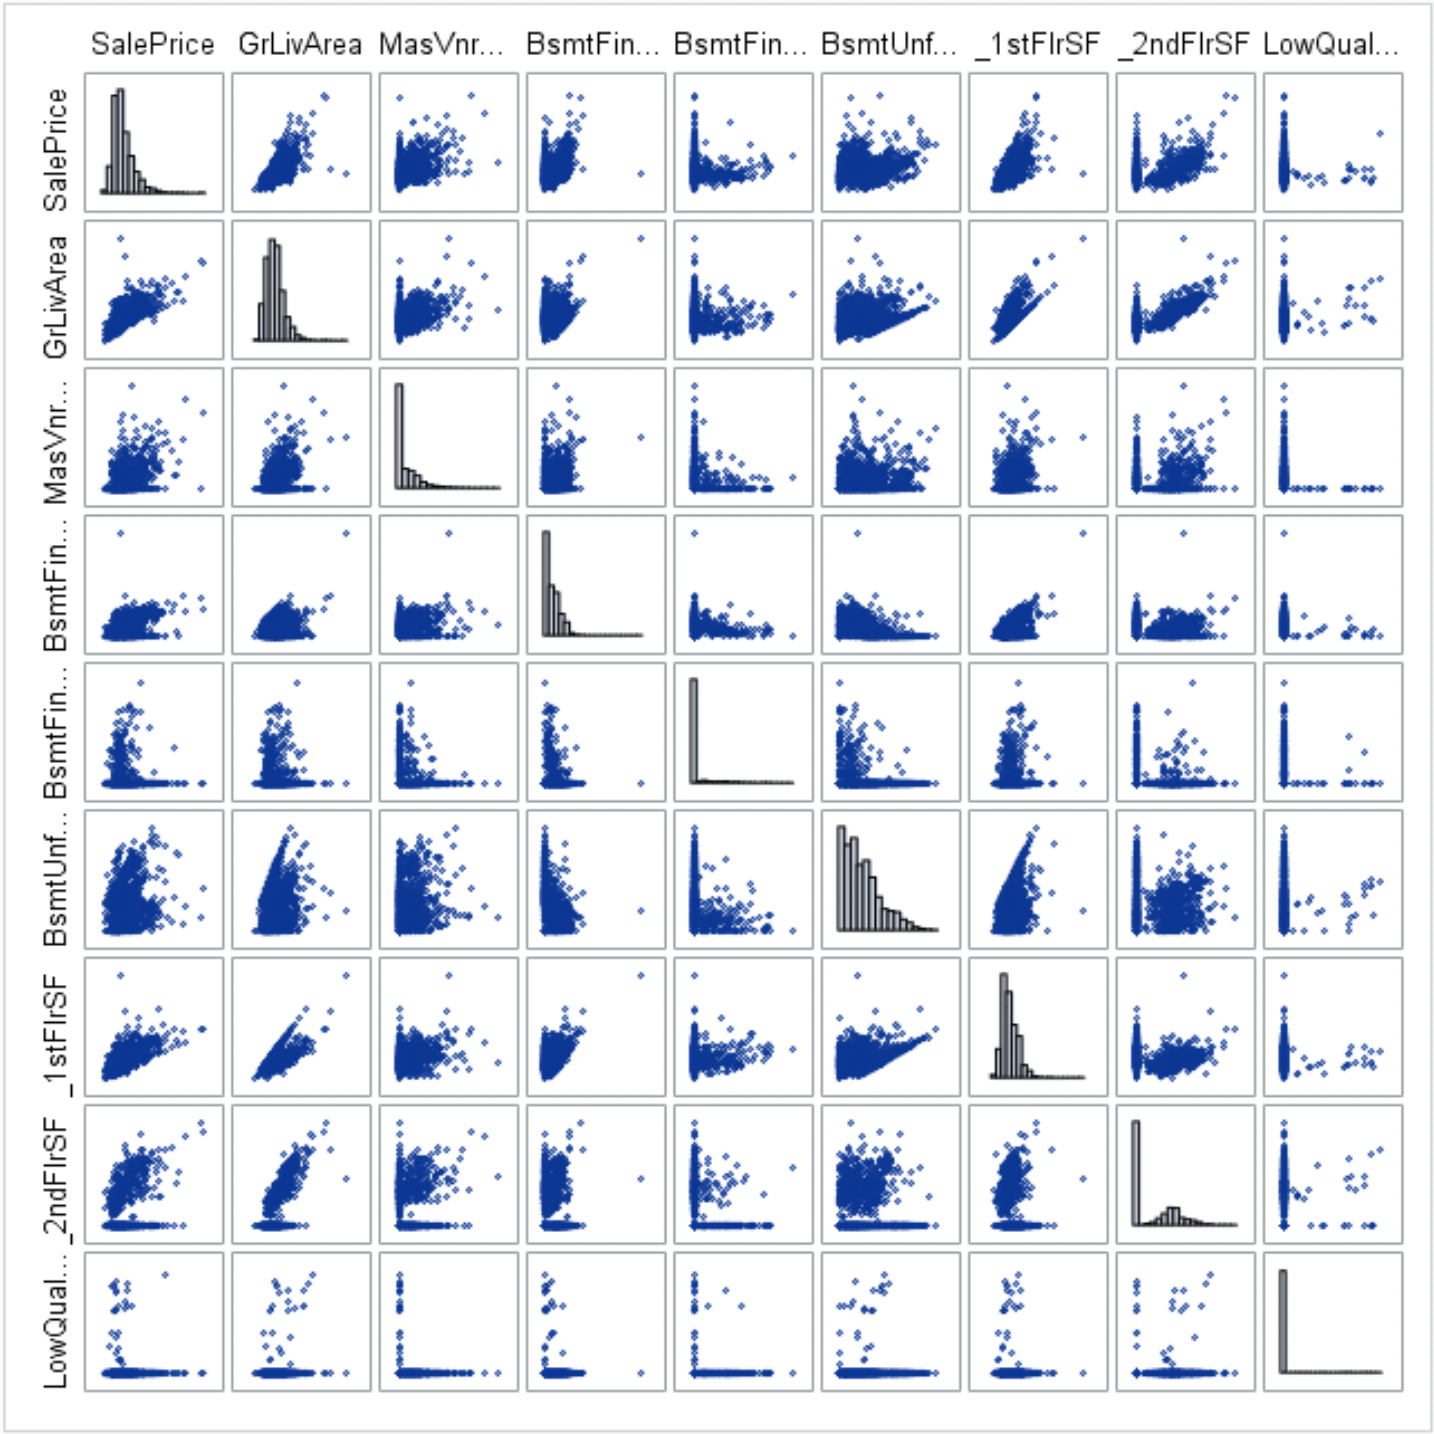 SalePrice GrLivArea MasVnr... BsmtFin... BsmtFin... BsmtUnf... _1stFlrSF _2ndFlrSF LowQual...
SalePrice
GrLivArea
MasVnr...
BsmtFin...
BsmtFin...
BsmtUnf...
_1stFlrSF
_2ndFlrSF
LowQual...